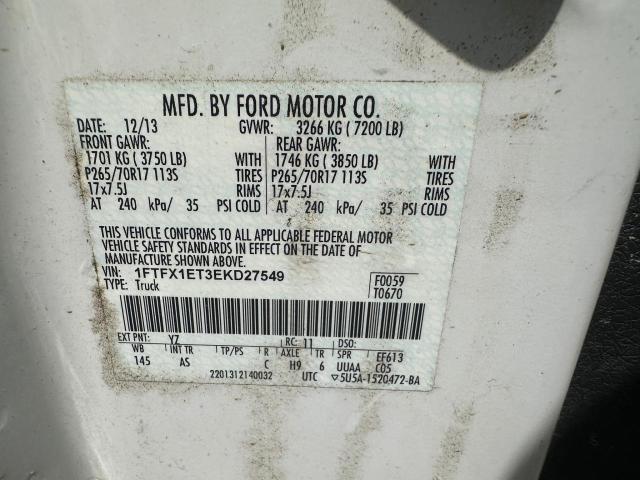 MFD. BY FORD MOTOR CO.
DATE: 12/13 GVWR: 3266 KG ( 7200 LB)
FRONT GAWR: REAR GAWR:
1701 KG ( 3750 LB) WITH 1746 KG ( 3850 LB) WITH
P265/70R17 113S TIRES P265/70R17 113S TIRES
17x7.5J RIMS 17x7.5J RIMS
AT 240 kPa/ 35 PSI COLD AT 240 kPa/ 35 PSI COLD
THIS VEHICLE CONFORMS TO ALL APPLICABLE FEDERAL MOTOR
VEHICLE SAFETY STANDARDS IN EFFECT ON THE DATE OF
MANUFACTURE SHOWN ABOVE.
VIN: 1FTFX1ET3EKD27549 F0059
TYPE: Truck T0670
EXT PNT: YZ RC: 11 DSO:
WB INT TR TP/PS R AXLE TR SPR EF613
145 AS C H9 6 UUAA C05
2201312140032 UTC ▽5U5A-1520472-BA